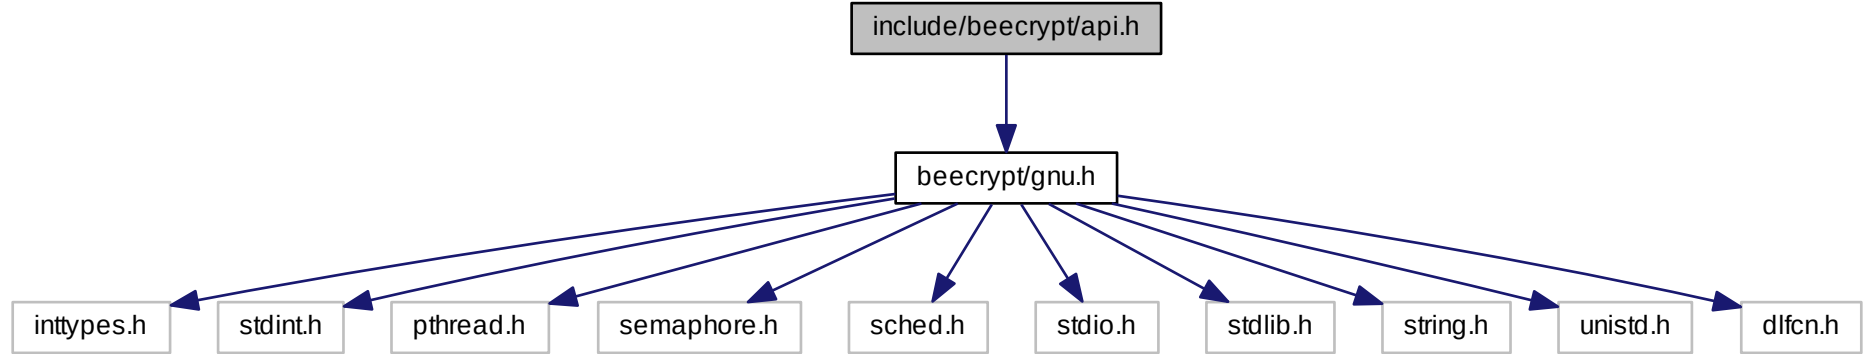 include/beecrypt/api.h
beecrypt/gnu.h
inttypes.h
stdint.h
pthread.h
semaphore.h
sched.h
stdio.h
stdlib.h
string.h
unistd.h
dlfcn.h